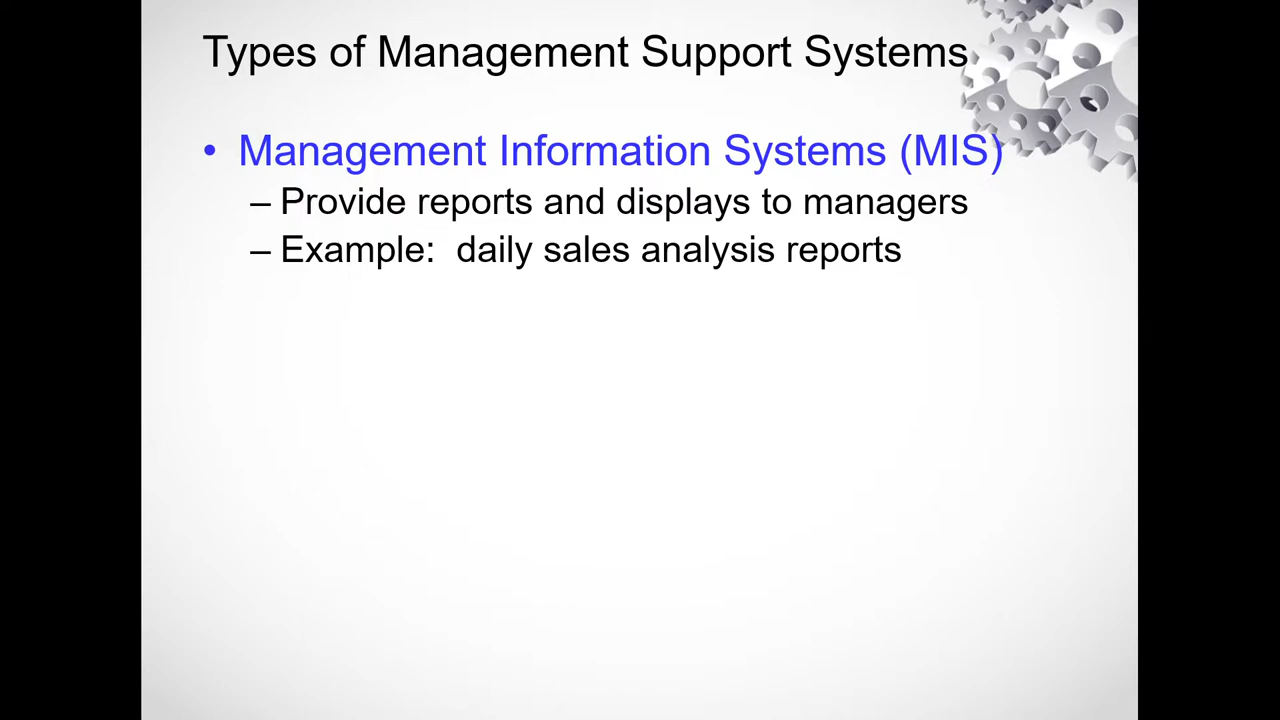 Types of Management Support Systems
• Management Information Systems (MIS)
– Provide reports and displays to managers
– Example:  daily sales analysis reports